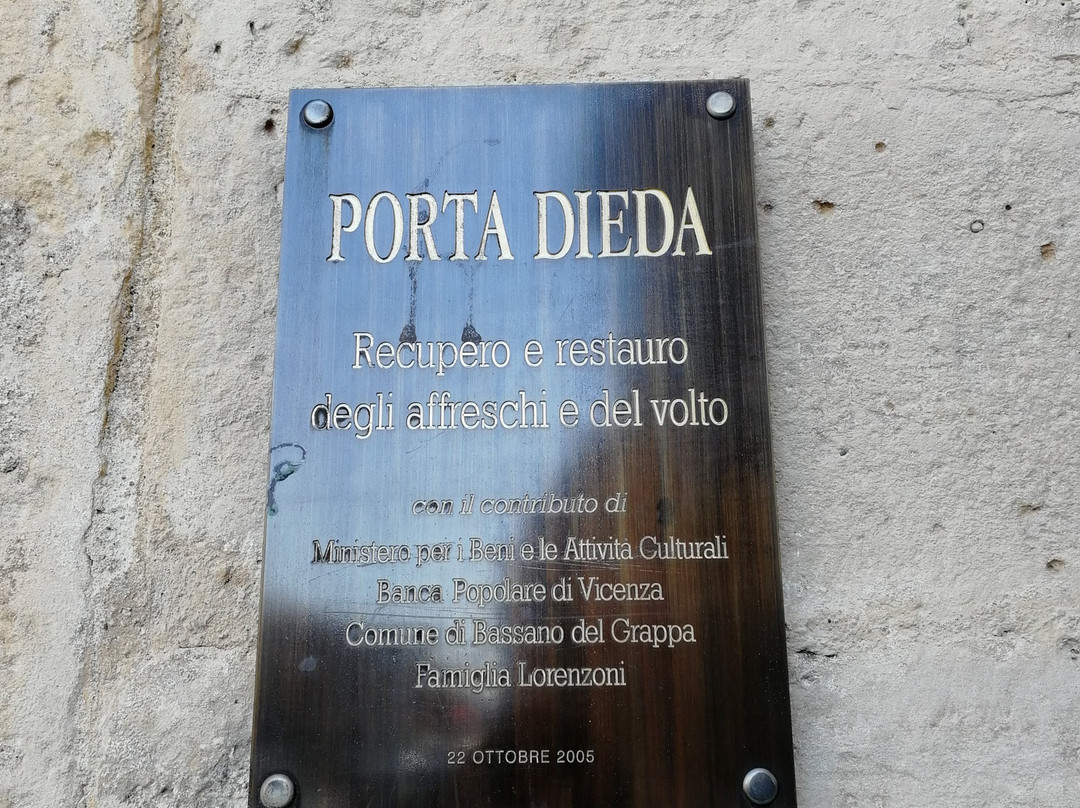 PORTA DIEDA
Recupero e restauro
degli affreschi e del volto
con il contributo di
Ministero per i Beni e le Attività Culturali
Banca Popolare di Vicenza
Comune di Bassano del Grappa
Famiglia Lorenzoni
22 OTTOBRE 2005